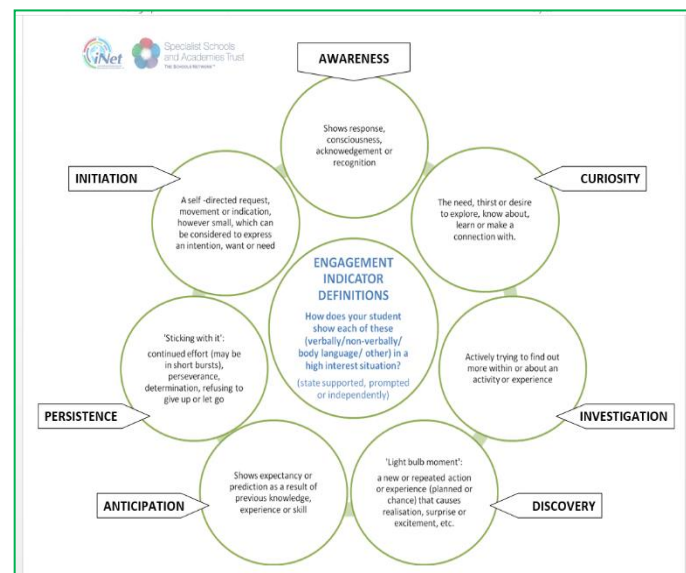 iNet
Specialist Schools
and Academies Trust
THE SCHOOLS NETWORK™
AWARENESS
Shows response,
consciousness,
acknowledgement or
recognition
CURIOSITY
The need, thirst or desire
to explore, know about,
learn or make a
connection with.
INVESTIGATION
Actively trying to find out
more within or about an
activity or experience
DISCOVERY
'Light bulb moment':
a new or repeated action
or experience (planned or
chance) that causes
realisation, surprise or
excitement, etc.
ANTICIPATION
Shows expectancy or
prediction as a result of
previous knowledge,
experience or skill
PERSISTENCE
'Sticking with it':
continued effort (may be
in short bursts),
perseverance,
determination, refusing to
give up or let go
INITIATION
A self -directed request,
movement or indication,
however small, which can
be considered to express
an intention, want or need
ENGAGEMENT
INDICATOR
DEFINITIONS
How does your student
show each of these
(verbally/non-verbally/
body language/ other) in a
high interest situation?
(state supported, prompted
or independently)